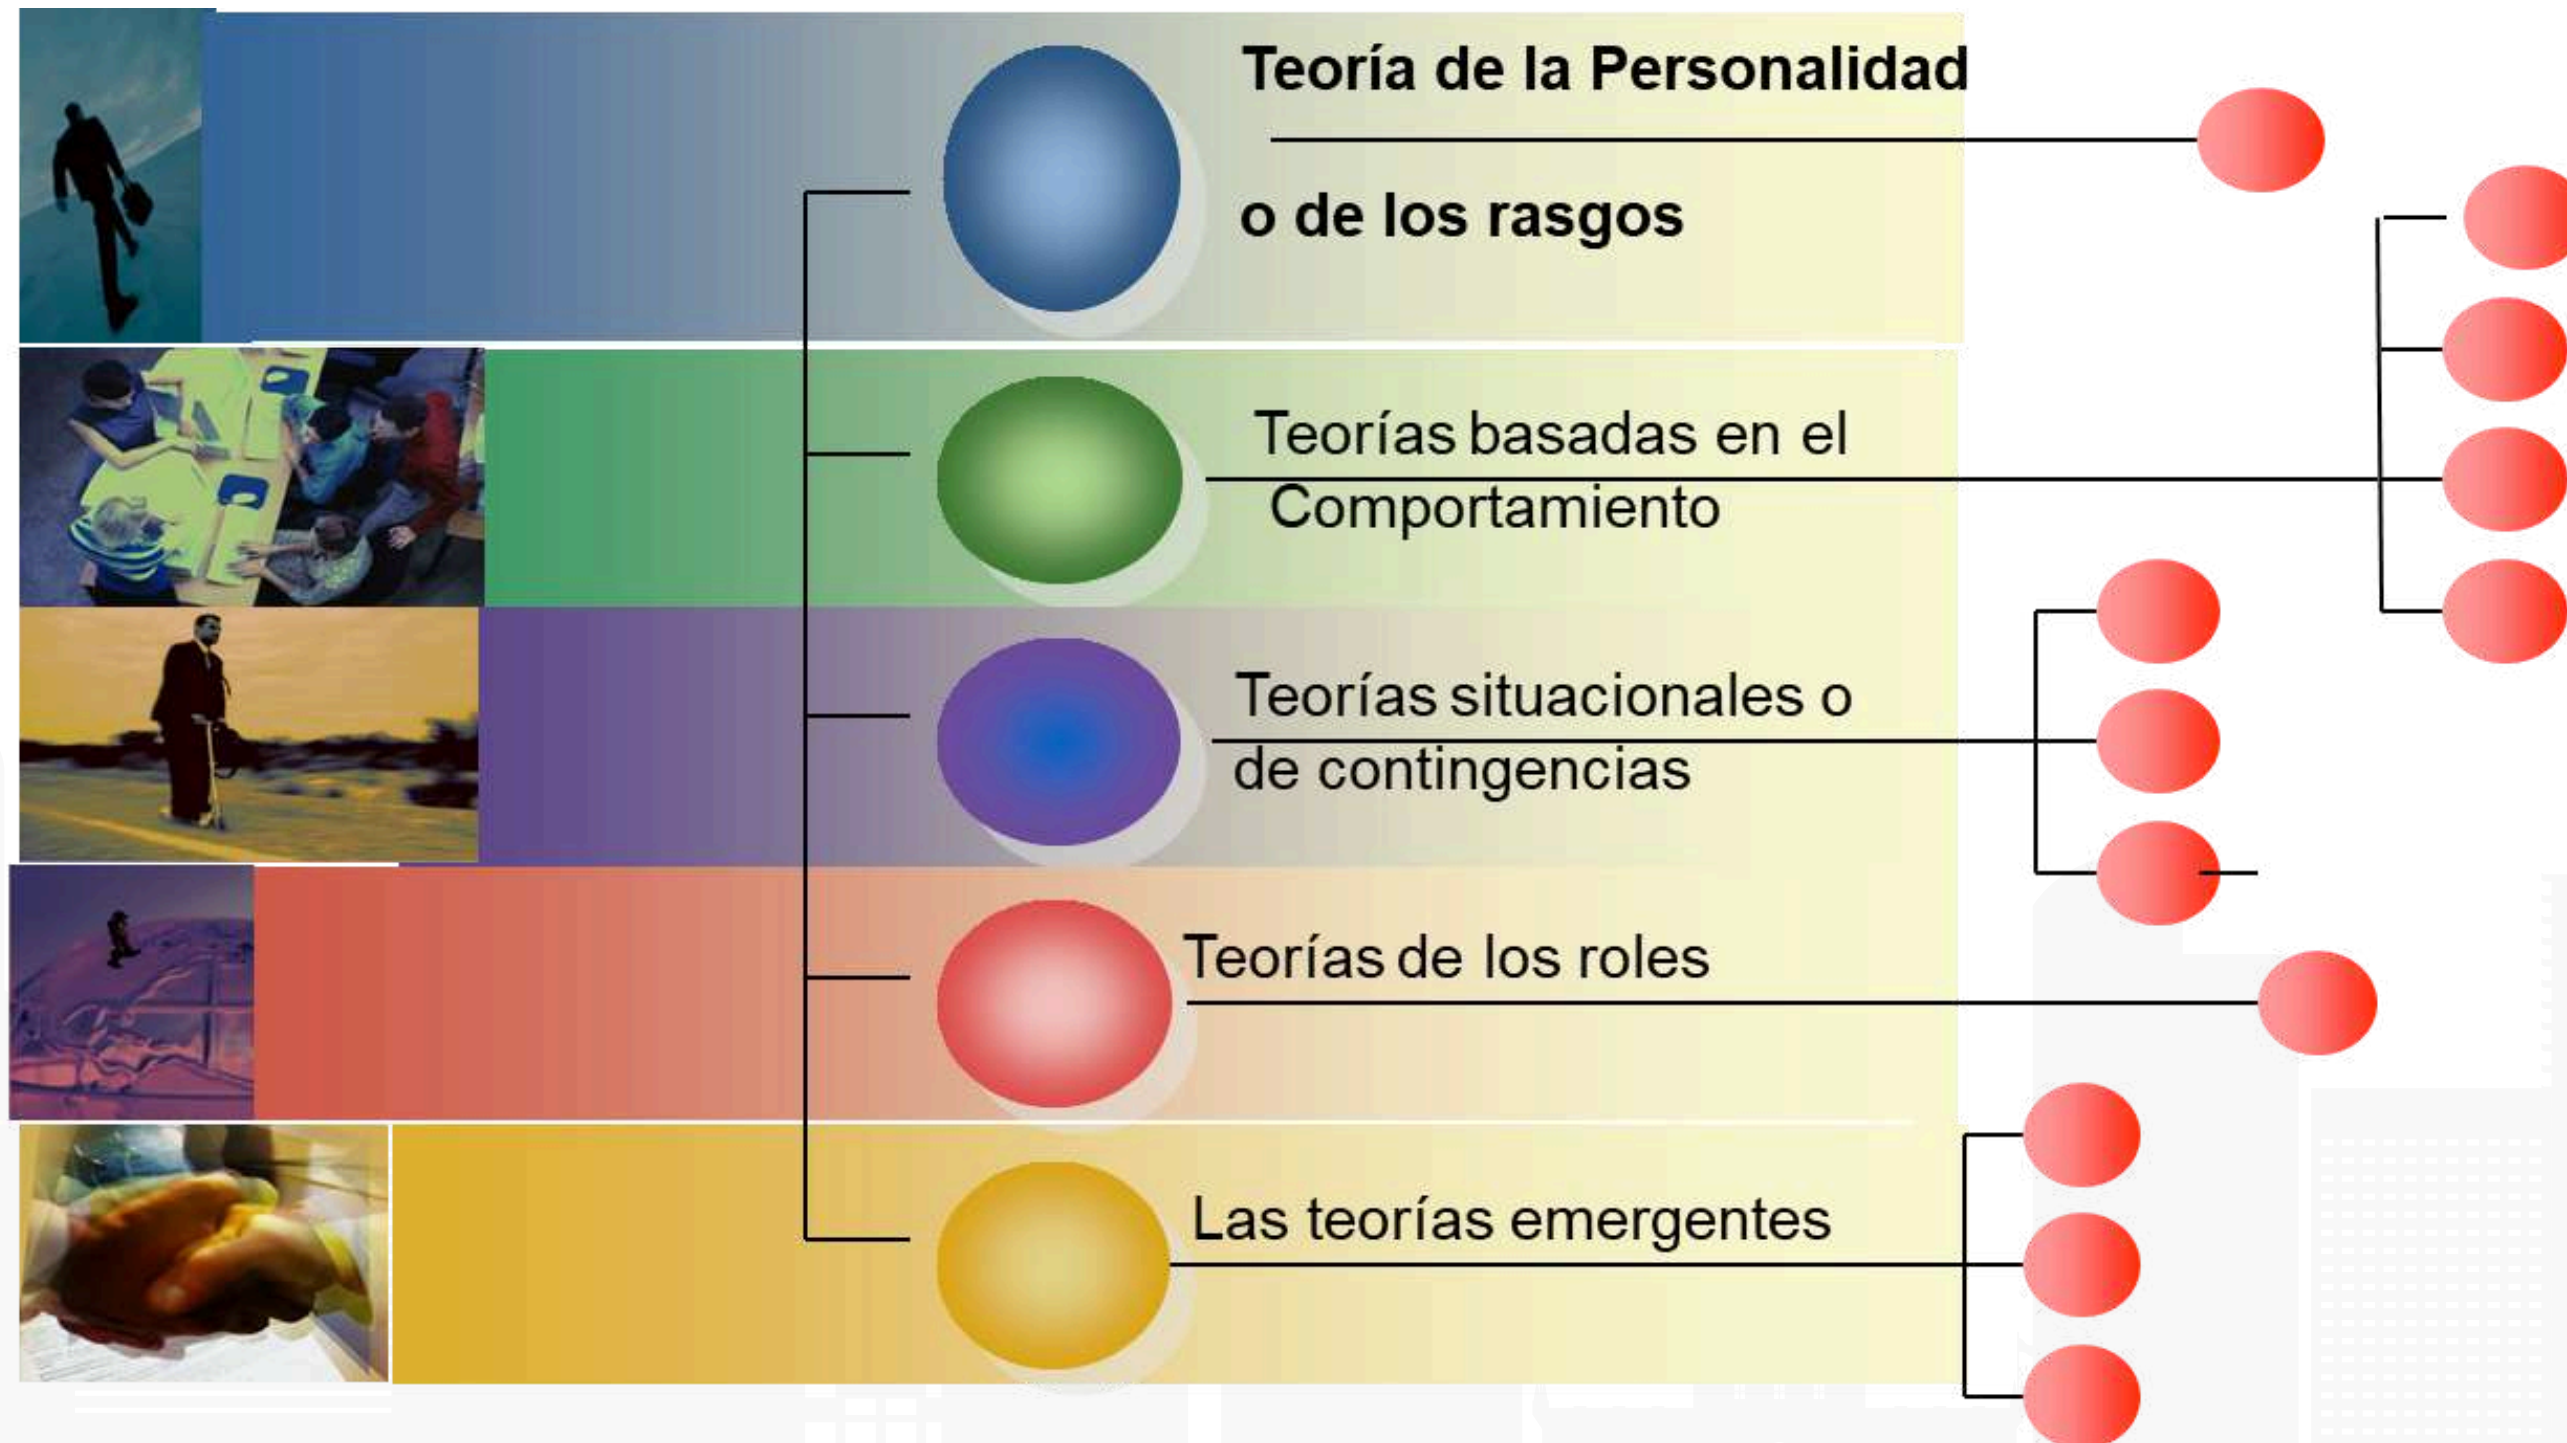 Teoría de la Personalidad
o de los rasgos
Teorías basadas en el
Comportamiento
Teorías situacionales o
de contingencias
Teorías de los roles
Las teorías emergentes